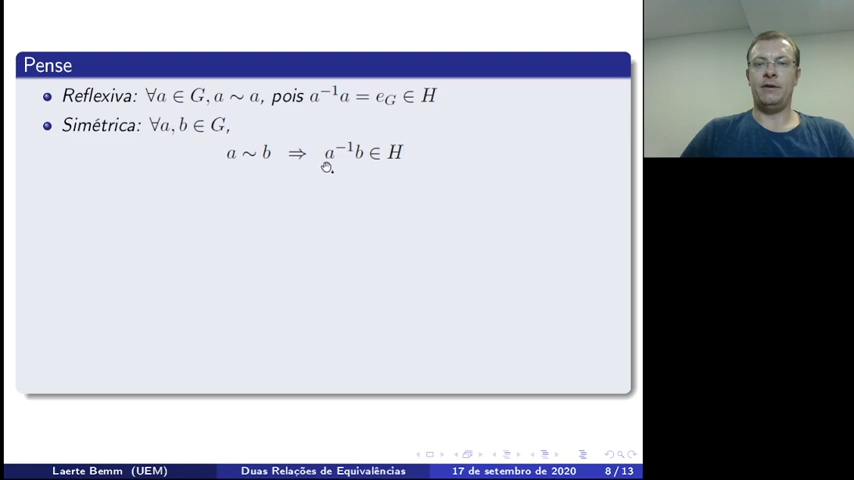 Pense
Reflexiva: ∀a ∈ G, a ∼ a, pois a⁻¹a = e_G ∈ H
Simétrica: ∀a, b ∈ G,
a ∼ b ⇒ a⁻¹b ∈ H
Laerte Bemm (UEM) Duas Relações de Equivalências 17 de setembro de 2020 8 / 13